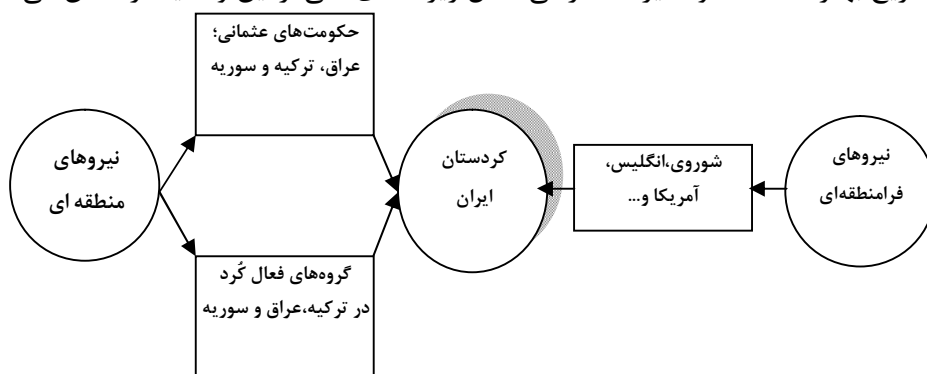 حکومت‌های عثمانی؛
عراق، ترکیه و سوریه
نیروهای
منطقه ای
کردستان
ایران
شوروی،انگلیس،
آمریکا و...
نیروهای
فرامنطقه‌ای
گروه‌های فعال کُرد
در ترکیه،عراق و سوریه